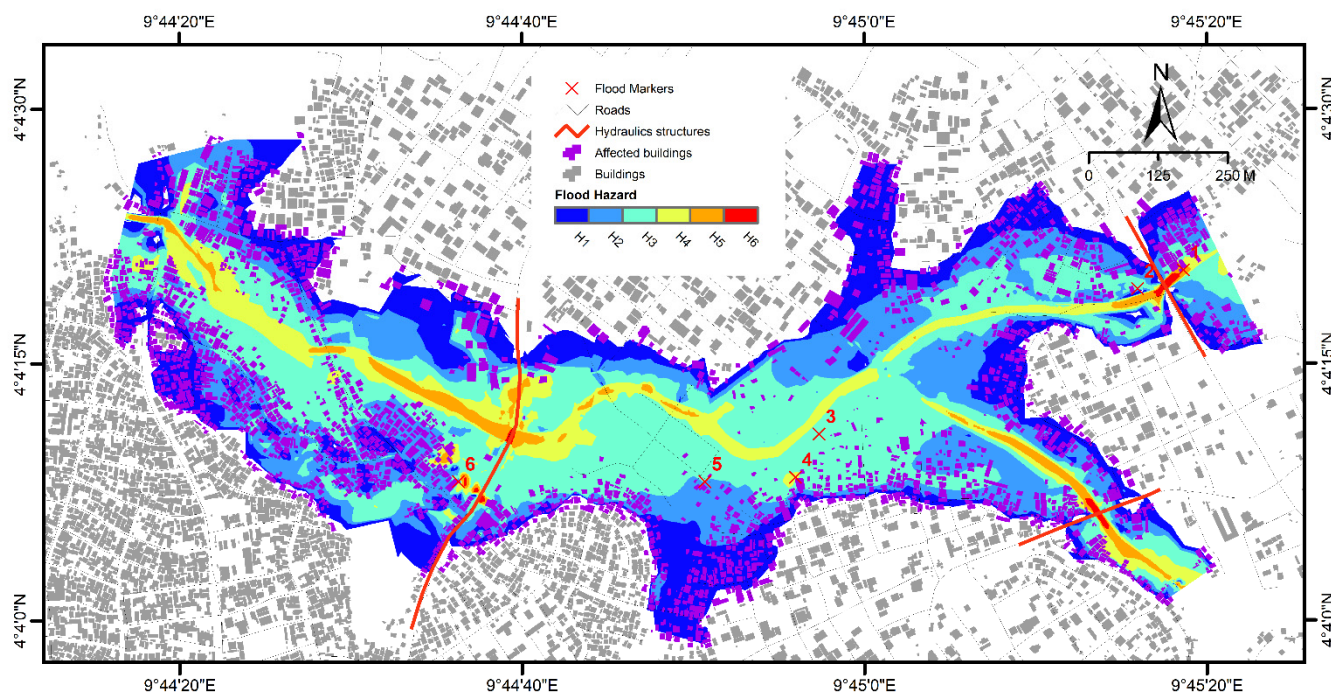 9°44'20"E 9°44'40"E 9°45'0"E 9°45'20"E
4°4'30"N 4°4'30"N
4°4'15"N 4°4'15"N
4°4'0"N 4°4'0"N
Flood Markers
Roads
Hydraulics structures
Affected buildings
Buildings
Flood Hazard
H1 H2 H3 H4 H5 H6
N
0 125 250 M
1
2
3
4
5
6
9°44'20"E 9°44'40"E 9°45'0"E 9°45'20"E